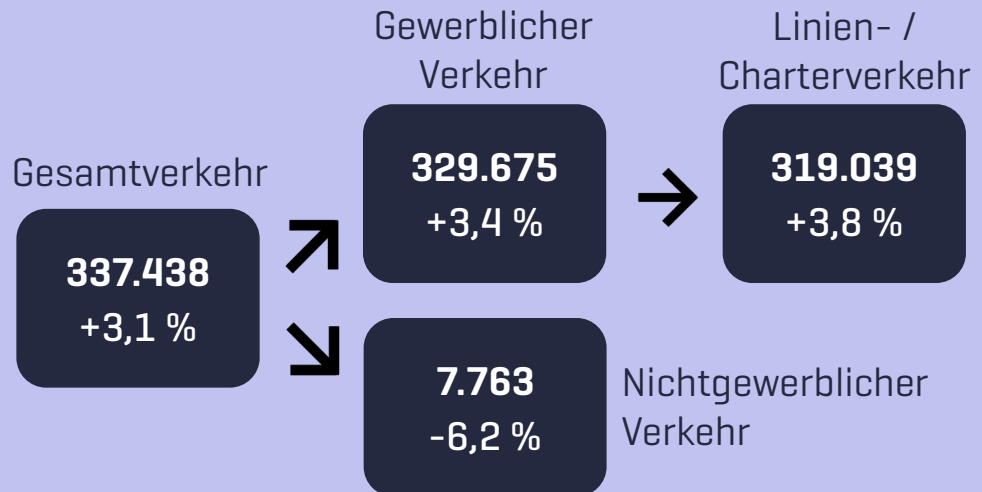 Gesamtverkehr
337.438
+3,1 %
Gewerblicher
Verkehr
329.675
+3,4 %
Linien- /
Charterverkehr
319.039
+3,8 %
7.763
-6,2 %
Nichtgewerblicher
Verkehr